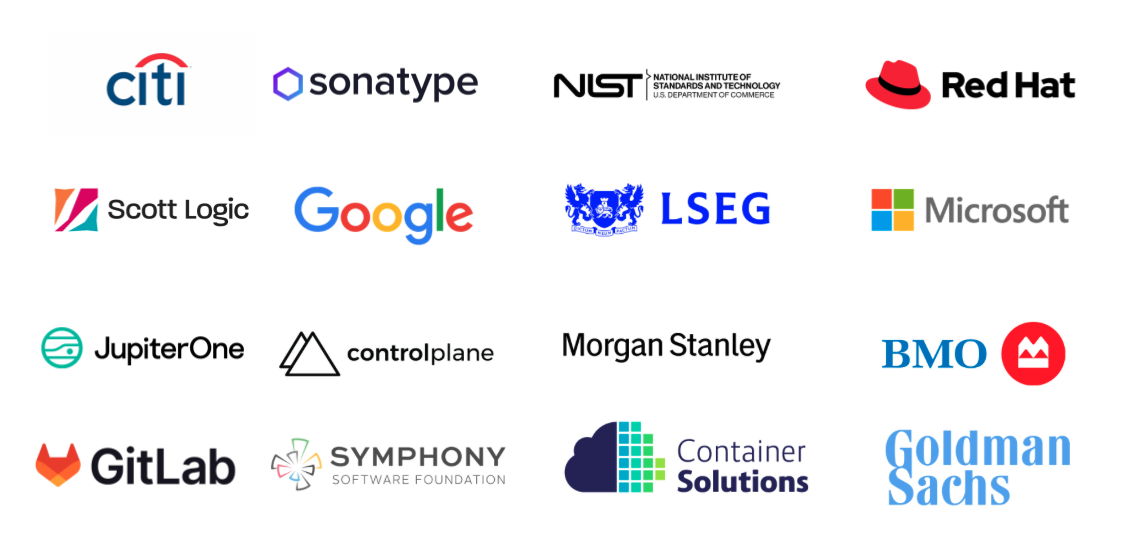 citi
sonatype
NIST
NATIONAL INSTITUTE OF
STANDARDS AND TECHNOLOGY
U.S. DEPARTMENT OF COMMERCE
Red Hat
Scott Logic
Google
LSEG
Microsoft
JupiterOne
controlplane
Morgan Stanley
BMO
GitLab
SYMPHONY
SOFTWARE FOUNDATION
Container
Solutions
Goldman
Sachs